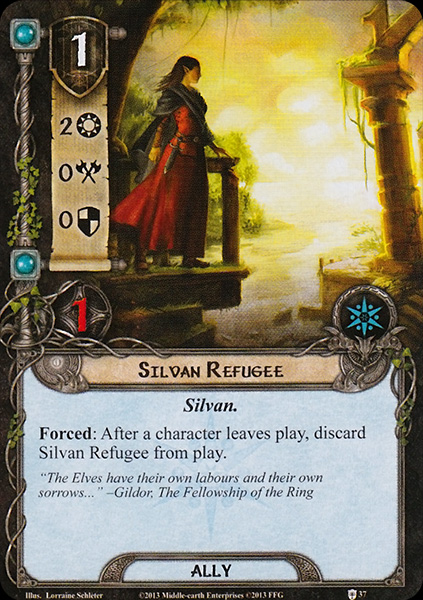 1
2
0
0
1
Silvan Refugee
Silvan.
Forced: After a character leaves play, discard
Silvan Refugee from play.
“The Elves have their own labours and their own
sorrows...” –Gildor, The Fellowship of the Ring
ALLY
Illus. Lorraine Schleter ©2013 Middle-earth Enterprises ©2013 FFG 37